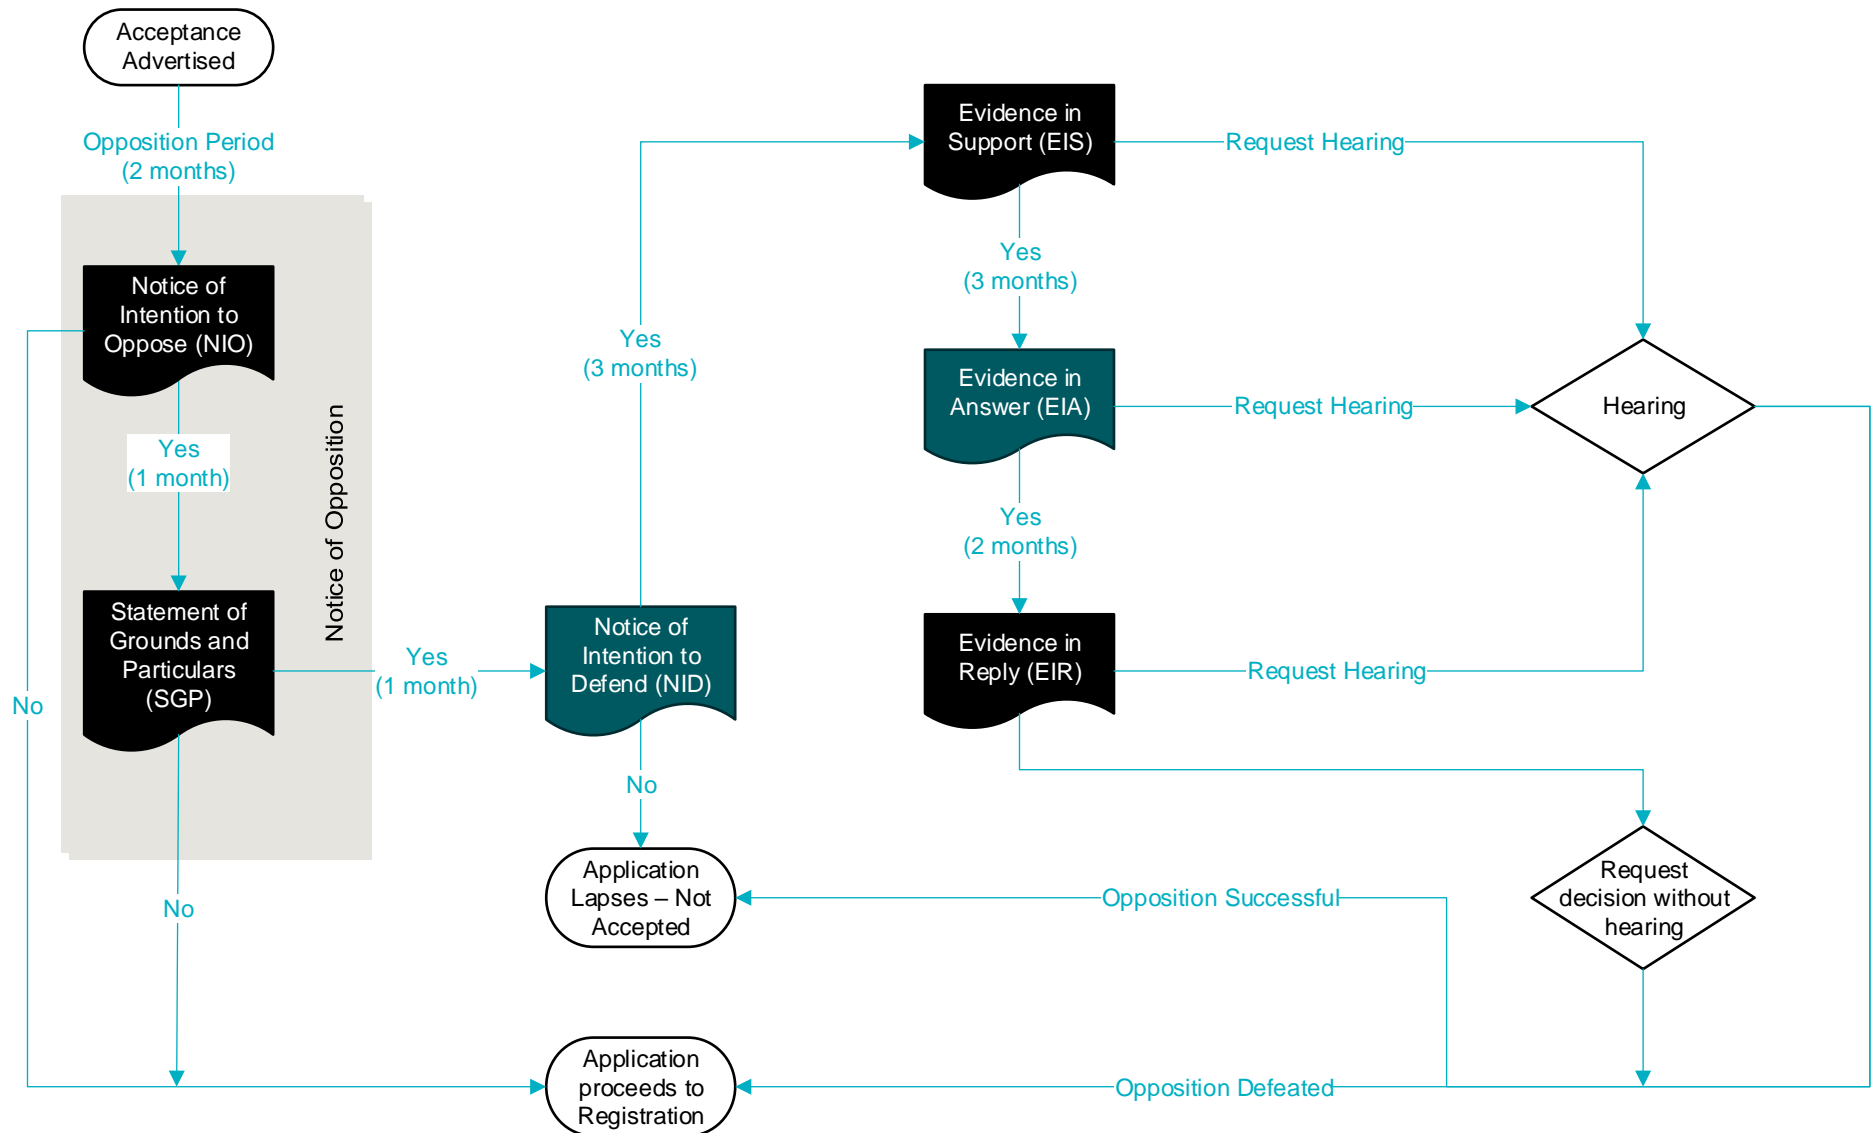 Acceptance
Advertised
Opposition Period
(2 months)
Notice of
Intention to
Oppose (NIO)
Yes
(1 month)
Notice of Opposition
Statement of
Grounds and
Particulars
(SGP)
No
No
Yes
(1 month)
Notice of
Intention to
Defend (NID)
Yes
(3 months)
No
Application
Lapses – Not
Accepted
Application
proceeds to
Registration
Evidence in
Support (EIS)
Request Hearing
Yes
(3 months)
Evidence in
Answer (EIA)
Request Hearing
Hearing
Yes
(2 months)
Evidence in
Reply (EIR)
Request Hearing
Request
decision without
hearing
Opposition Successful
Opposition Defeated